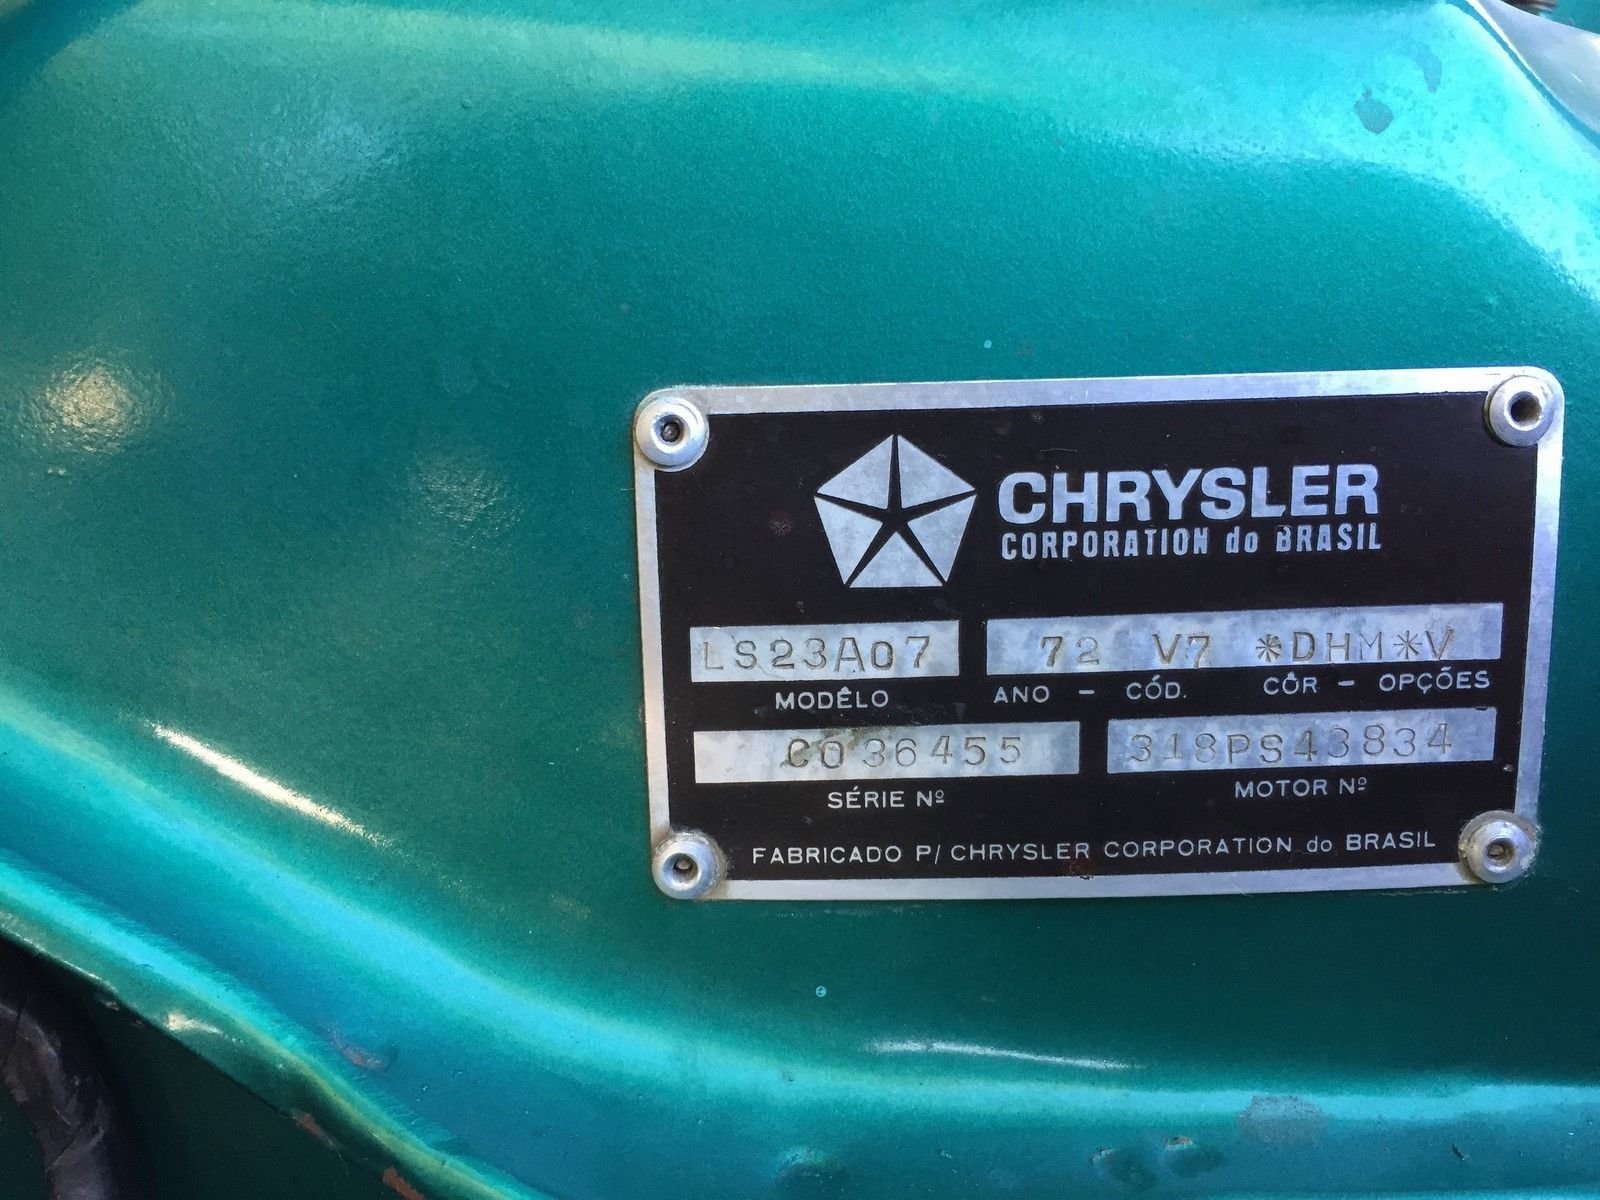 CHRYSLER
CORPORATION do BRASIL
LS23A07 72 V7 *DHM*V
MODÊLO ANO - CÓD. CÔR - OPÇÕES
C036455 318PS43834
SÉRIE Nº MOTOR Nº
FABRICADO P/ CHRYSLER CORPORATION do BRASIL